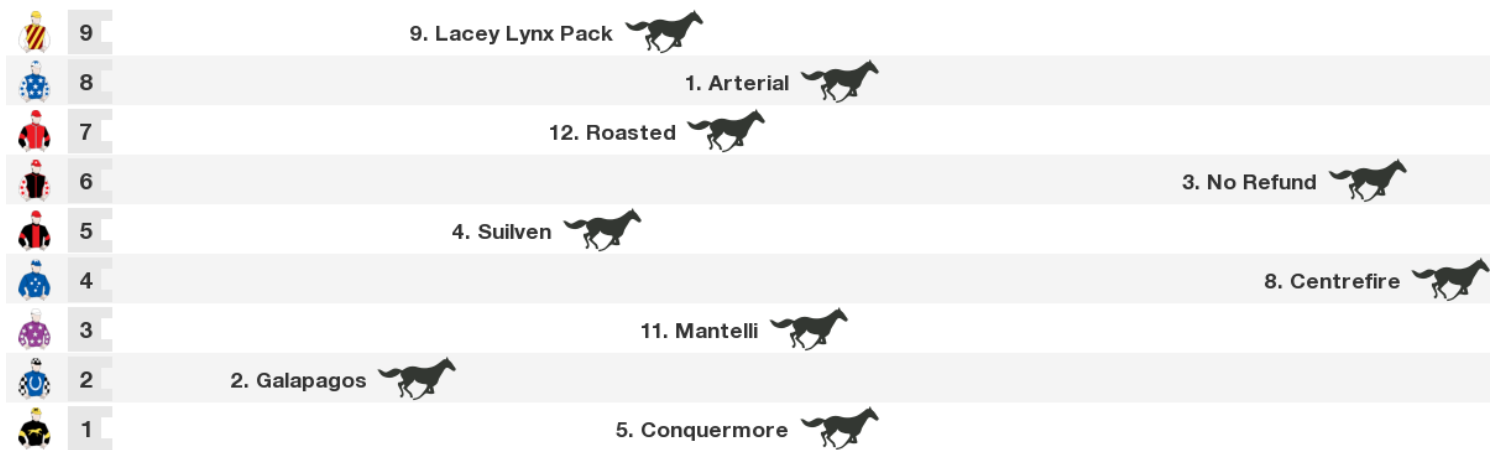 9 9. Lacey Lynx Pack
8 1. Arterial
7 12. Roasted
6 3. No Refund
5 4. Suilven
4 8. Centrefire
3 11. Mantelli
2 2. Galapagos
1 5. Conquermore